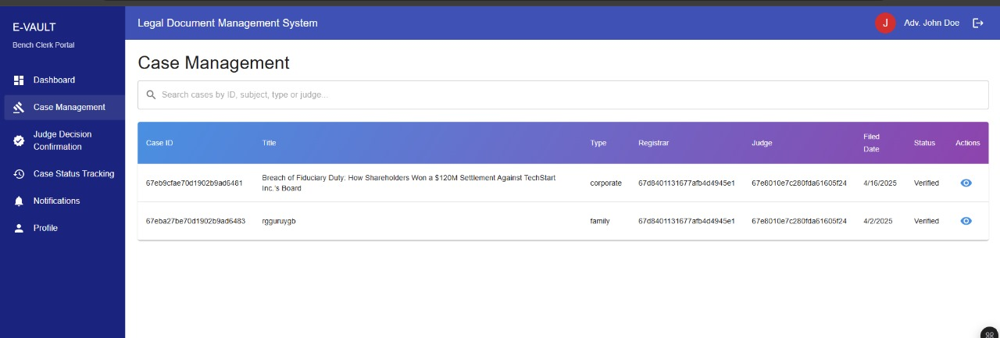 E-VAULT
Bench Clerk Portal
Dashboard
Case Management
Judge Decision
Confirmation
Case Status Tracking
Notifications
Profile
Legal Document Management System
J
Adv. John Doe
Case Management
Search cases by ID, subject, type or judge...
Case ID Title Type Registrar Judge Filed Date Status Actions
67eb9cfae70d1902b9ad6481 Breach of Fiduciary Duty: How Shareholders Won a $120M Settlement Against TechStart
Inc.'s Board corporate 67d8401131677afb4d4945e1 67e8010e7c280fda61605f24 4/16/2025 Verified
67eba27be70d1902b9ad6483 rgguruygb family 67d8401131677afb4d4945e1 67e8010e7c280fda61605f24 4/2/2025 Verified